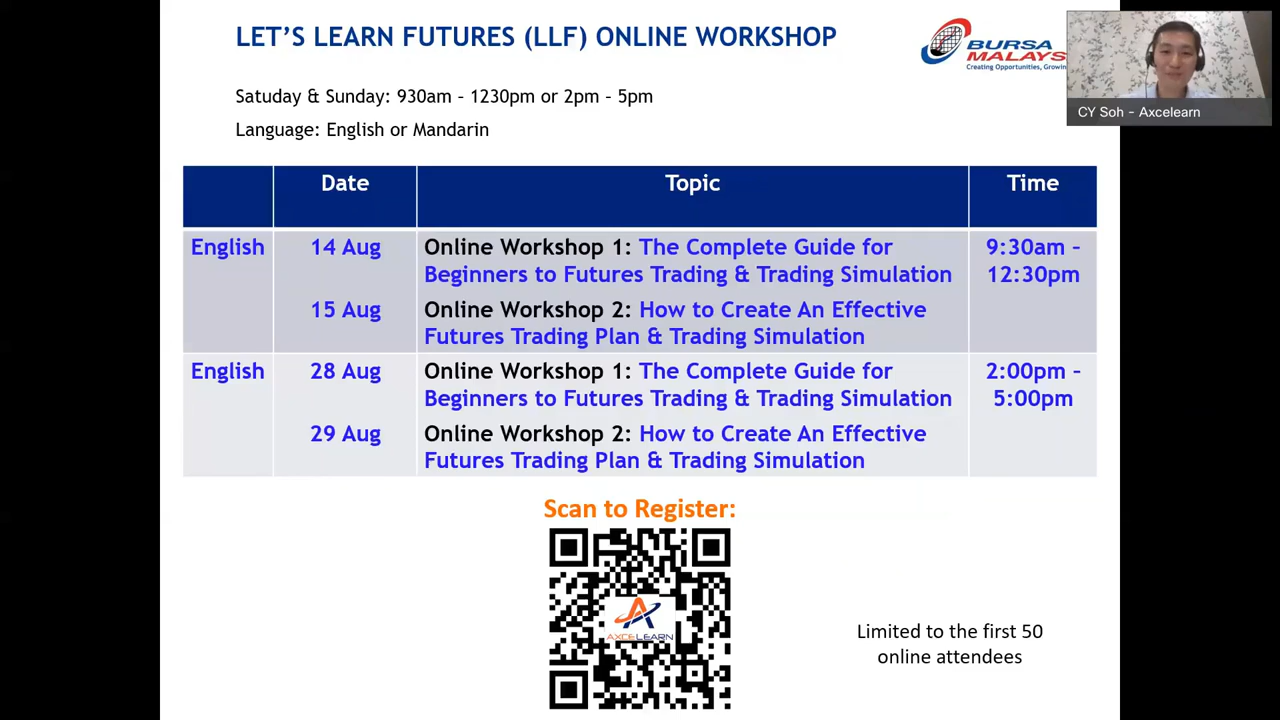 LET'S LEARN FUTURES (LLF) ONLINE WORKSHOP
BURSA
MALAYS
Creating Opportunities, Growin
CY Soh - Axcelearn
Satuday & Sunday: 930am - 1230pm or 2pm - 5pm
Language: English or Mandarin
Date
Topic
Time
English
14 Aug
Online Workshop 1: The Complete Guide for
Beginners to Futures Trading & Trading Simulation
9:30am -
12:30pm
15 Aug
Online Workshop 2: How to Create An Effective
Futures Trading Plan & Trading Simulation
English
28 Aug
Online Workshop 1: The Complete Guide for
Beginners to Futures Trading & Trading Simulation
2:00pm -
5:00pm
29 Aug
Online Workshop 2: How to Create An Effective
Futures Trading Plan & Trading Simulation
Scan to Register:
AXCELEARN
Limited to the first 50
online attendees